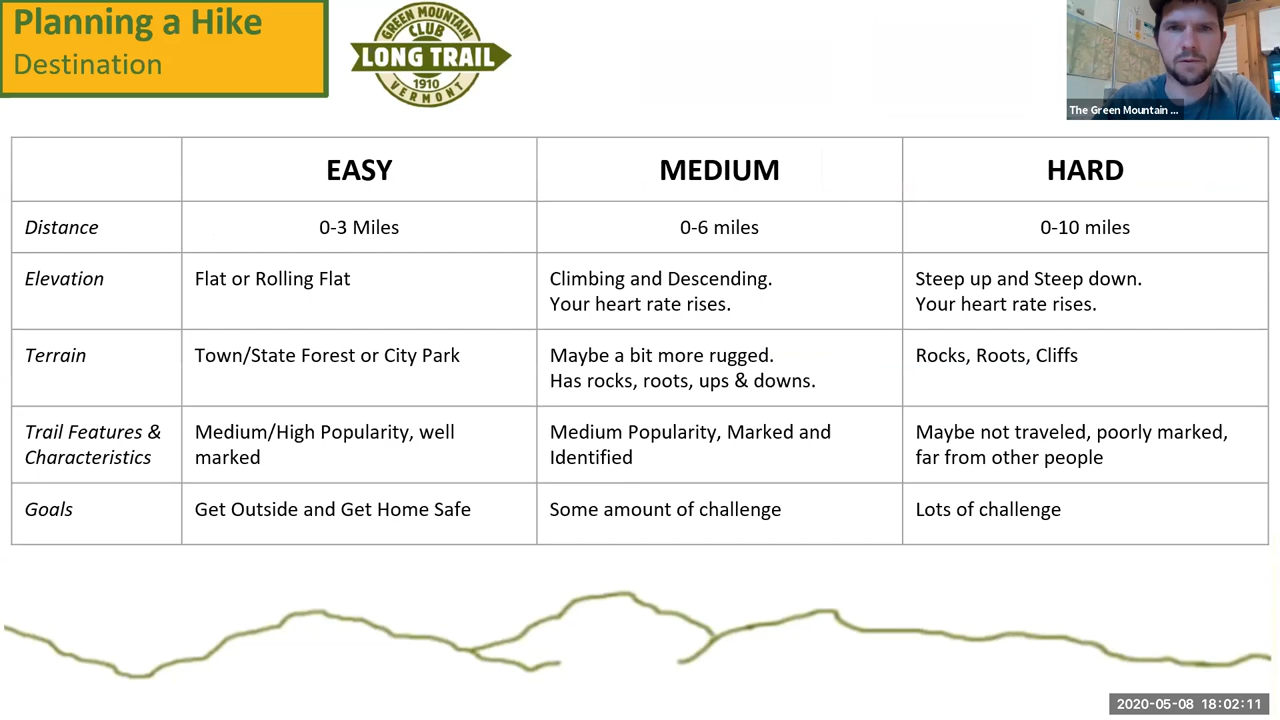 Planning a Hike
Destination
GREEN MOUNTAIN
CLUB
LONG TRAIL
1910
VERMONT
The Green Mountain ...
EASY
MEDIUM
HARD
Distance
0-3 Miles
0-6 miles
0-10 miles
Elevation
Flat or Rolling Flat
Climbing and Descending.
Your heart rate rises.
Steep up and Steep down.
Your heart rate rises.
Terrain
Town/State Forest or City Park
Maybe a bit more rugged.
Has rocks, roots, ups & downs.
Rocks, Roots, Cliffs
Trail Features &
Characteristics
Medium/High Popularity, well
marked
Medium Popularity, Marked and
Identified
Maybe not traveled, poorly marked,
far from other people
Goals
Get Outside and Get Home Safe
Some amount of challenge
Lots of challenge
2020-05-08 18:02:11